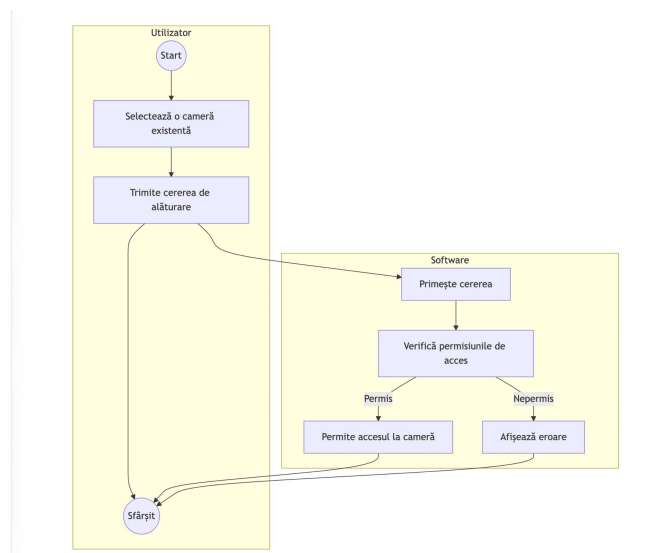 Utilizator
Start
Selectează o cameră
existentă
Trimite cererea de
alăturare
Software
Primește cererea
Verifică permisiunile de
acces
Permis
Nepermis
Permite accesul la cameră
Afișează eroare
Sfârșit